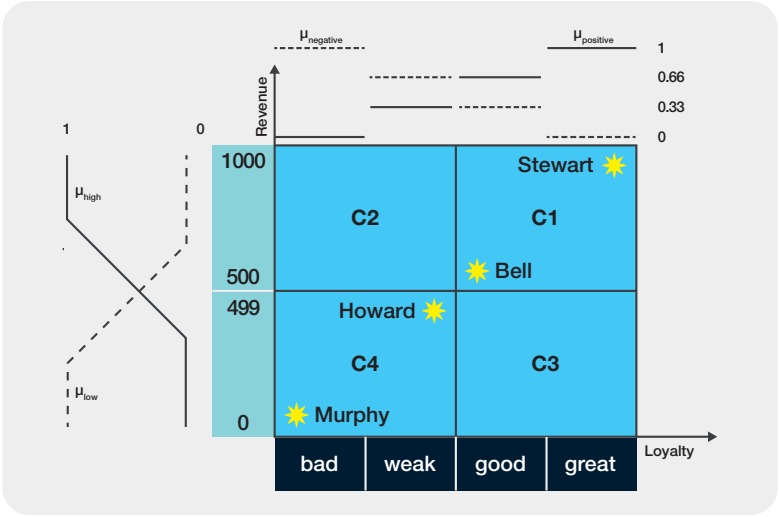 μnegative
μpositive
1
0.66
0.33
0
Revenue
1
0
μhigh
μlow
1000
500
499
0
Stewart
C2
C1
Bell
Howard
C4
C3
Murphy
bad
weak
good
great
Loyalty